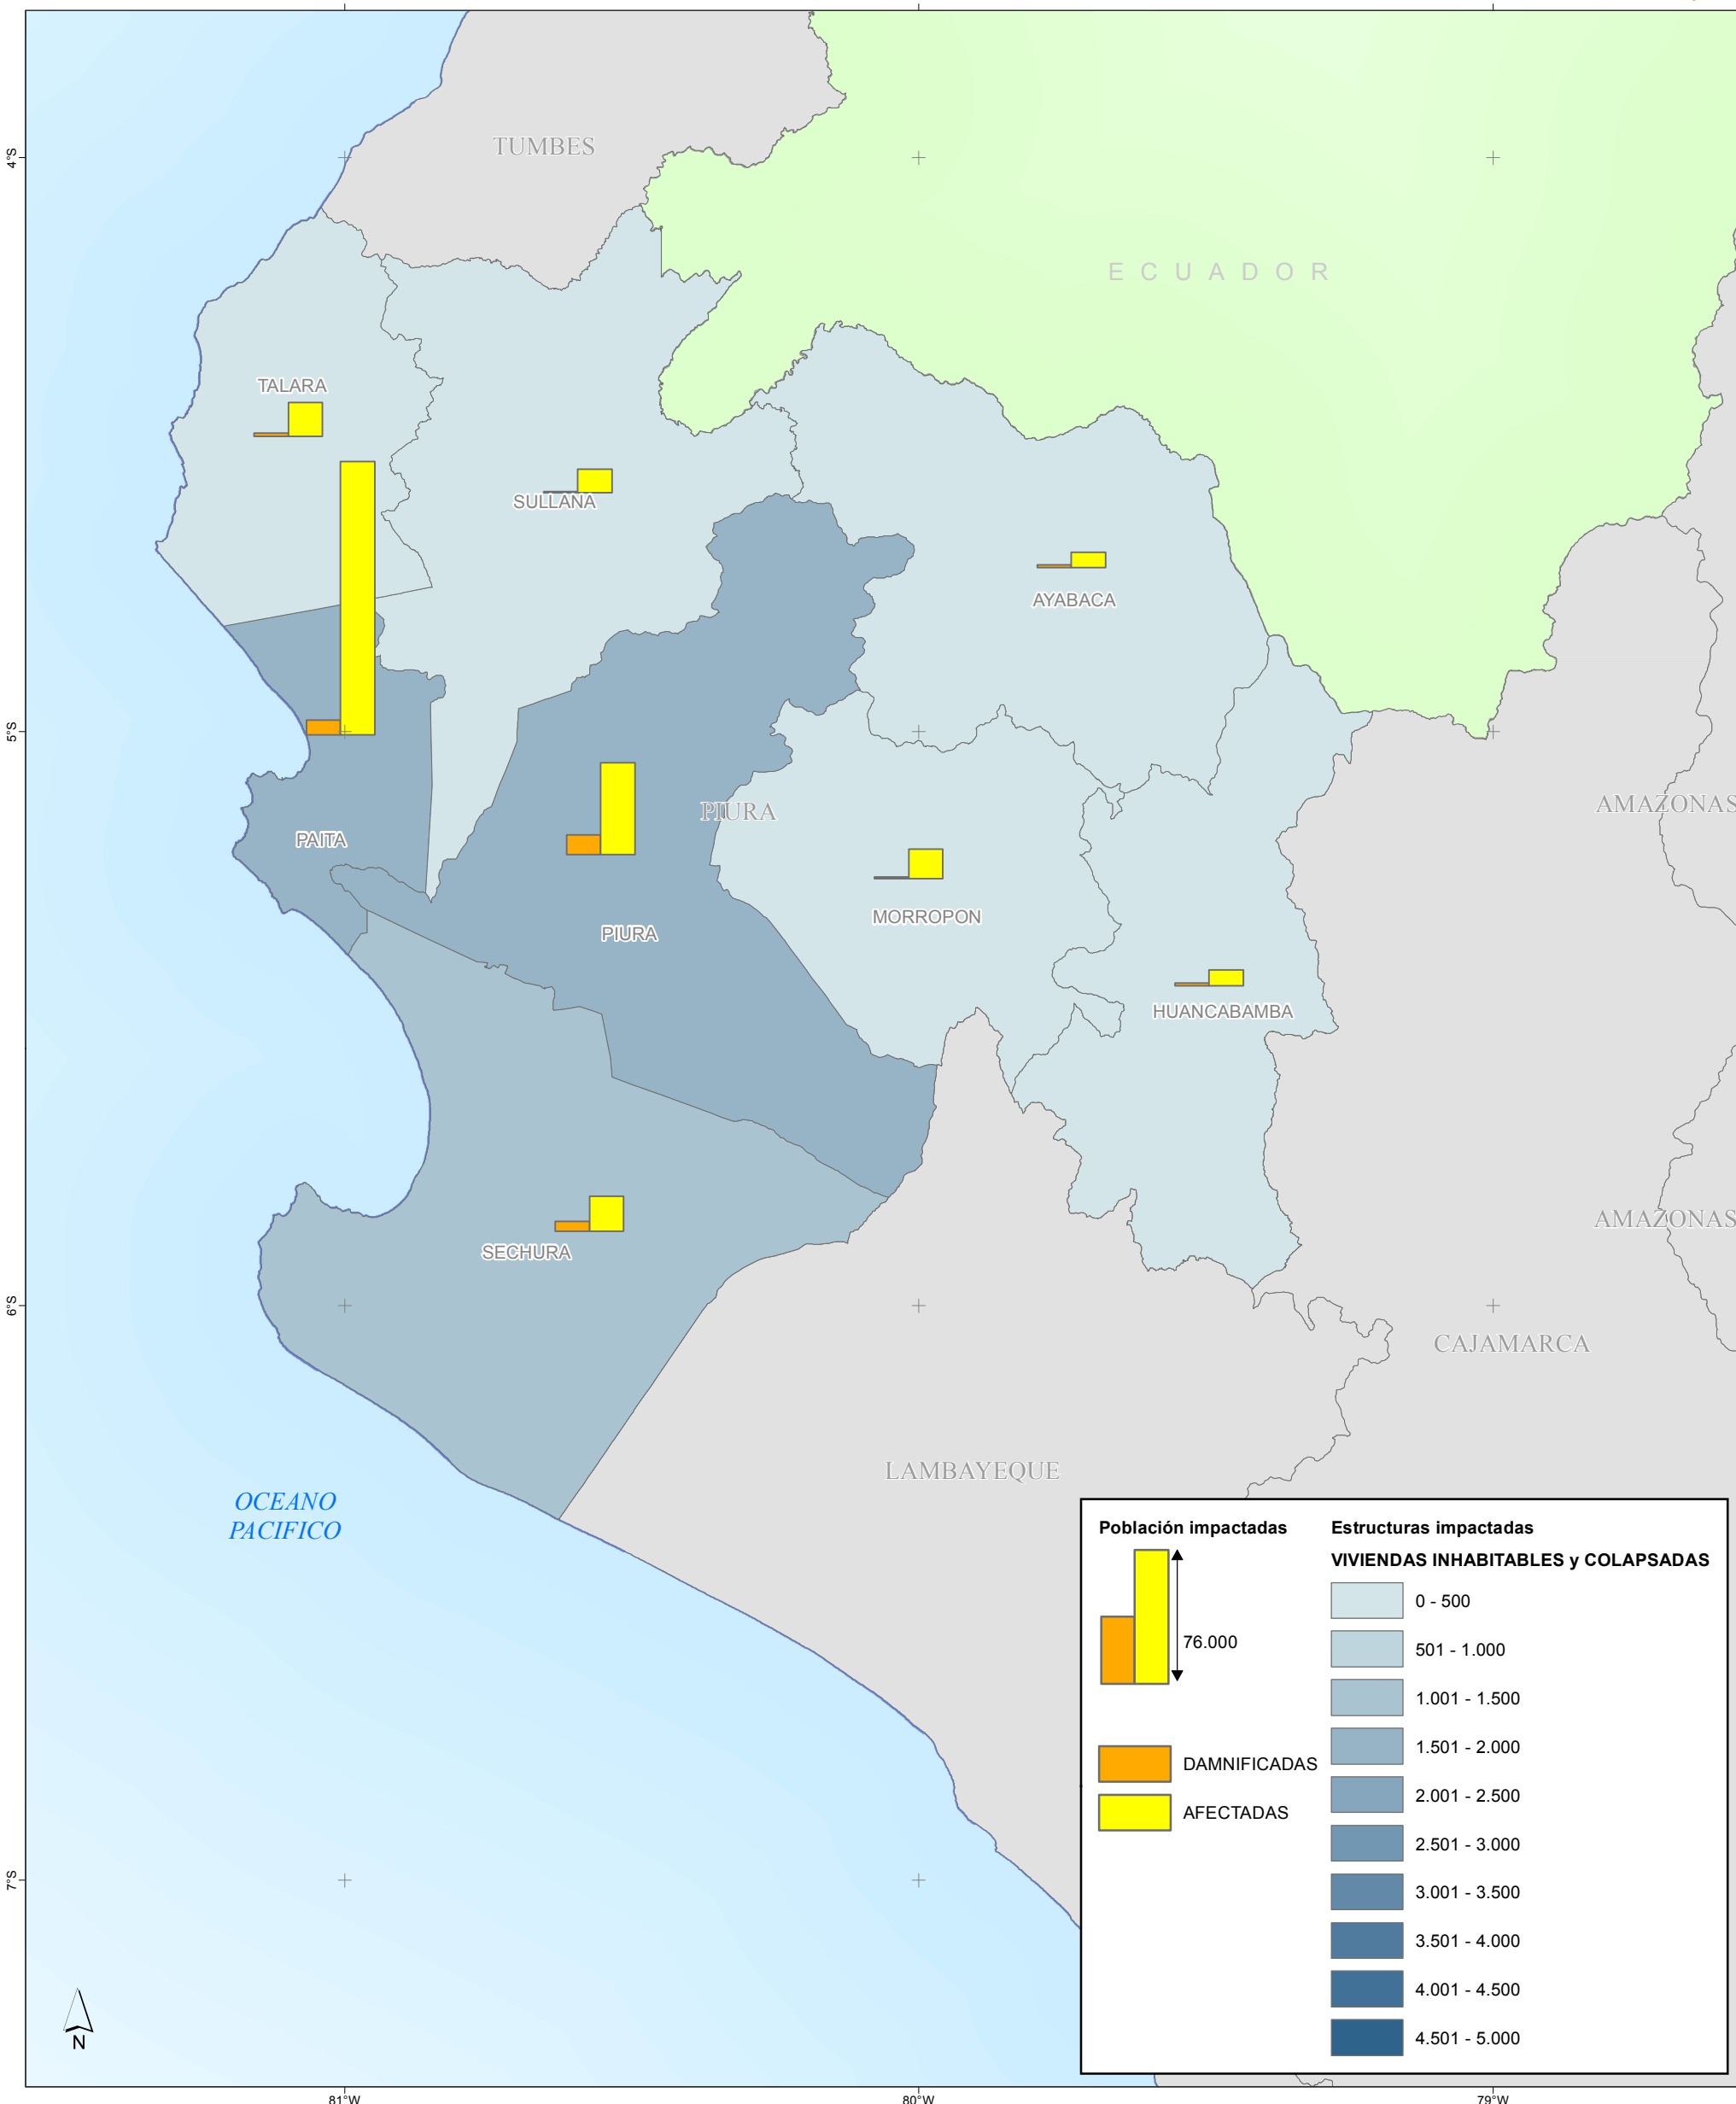 TUMBES
4°S
ECUADOR
TALARA
SULLANA
AYABACA
5°S
AMAZONAS
PIURA
PAITA
MORROPON
PIURA
HUANCABAMBA
AMAZONAS
SECHURA
6°S
CAJAMARCA
LAMBAYEQUE
OCEANO
PACIFICO
Población impactadas
76.000
DAMNIFICADAS
AFECTADAS
Estructuras impactadas
VIVIENDAS INHABITABLES y COLAPSADAS
0 - 500
501 - 1.000
1.001 - 1.500
1.501 - 2.000
2.001 - 2.500
2.501 - 3.000
3.001 - 3.500
3.501 - 4.000
4.001 - 4.500
4.501 - 5.000
7°S
N
81°W
80°W
79°W